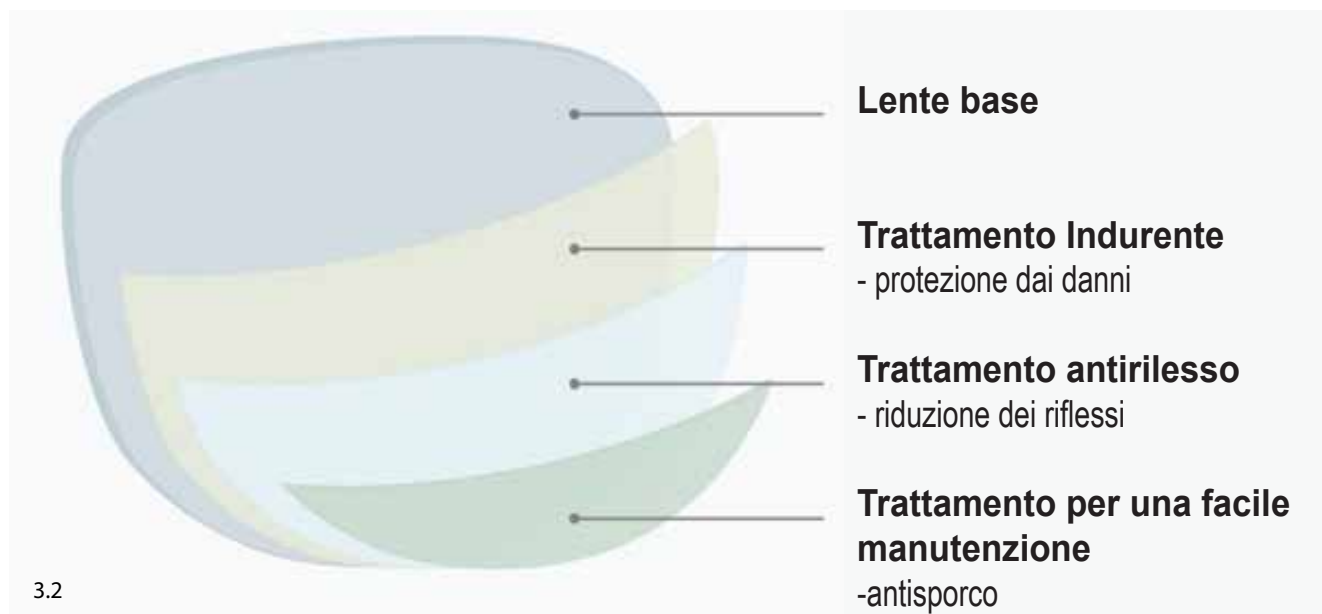 Lente base
Trattamento Indurente
- protezione dai danni
Trattamento antirilesso
- riduzione dei riflessi
Trattamento per una facile
manutenzione
-antisporco
3.2